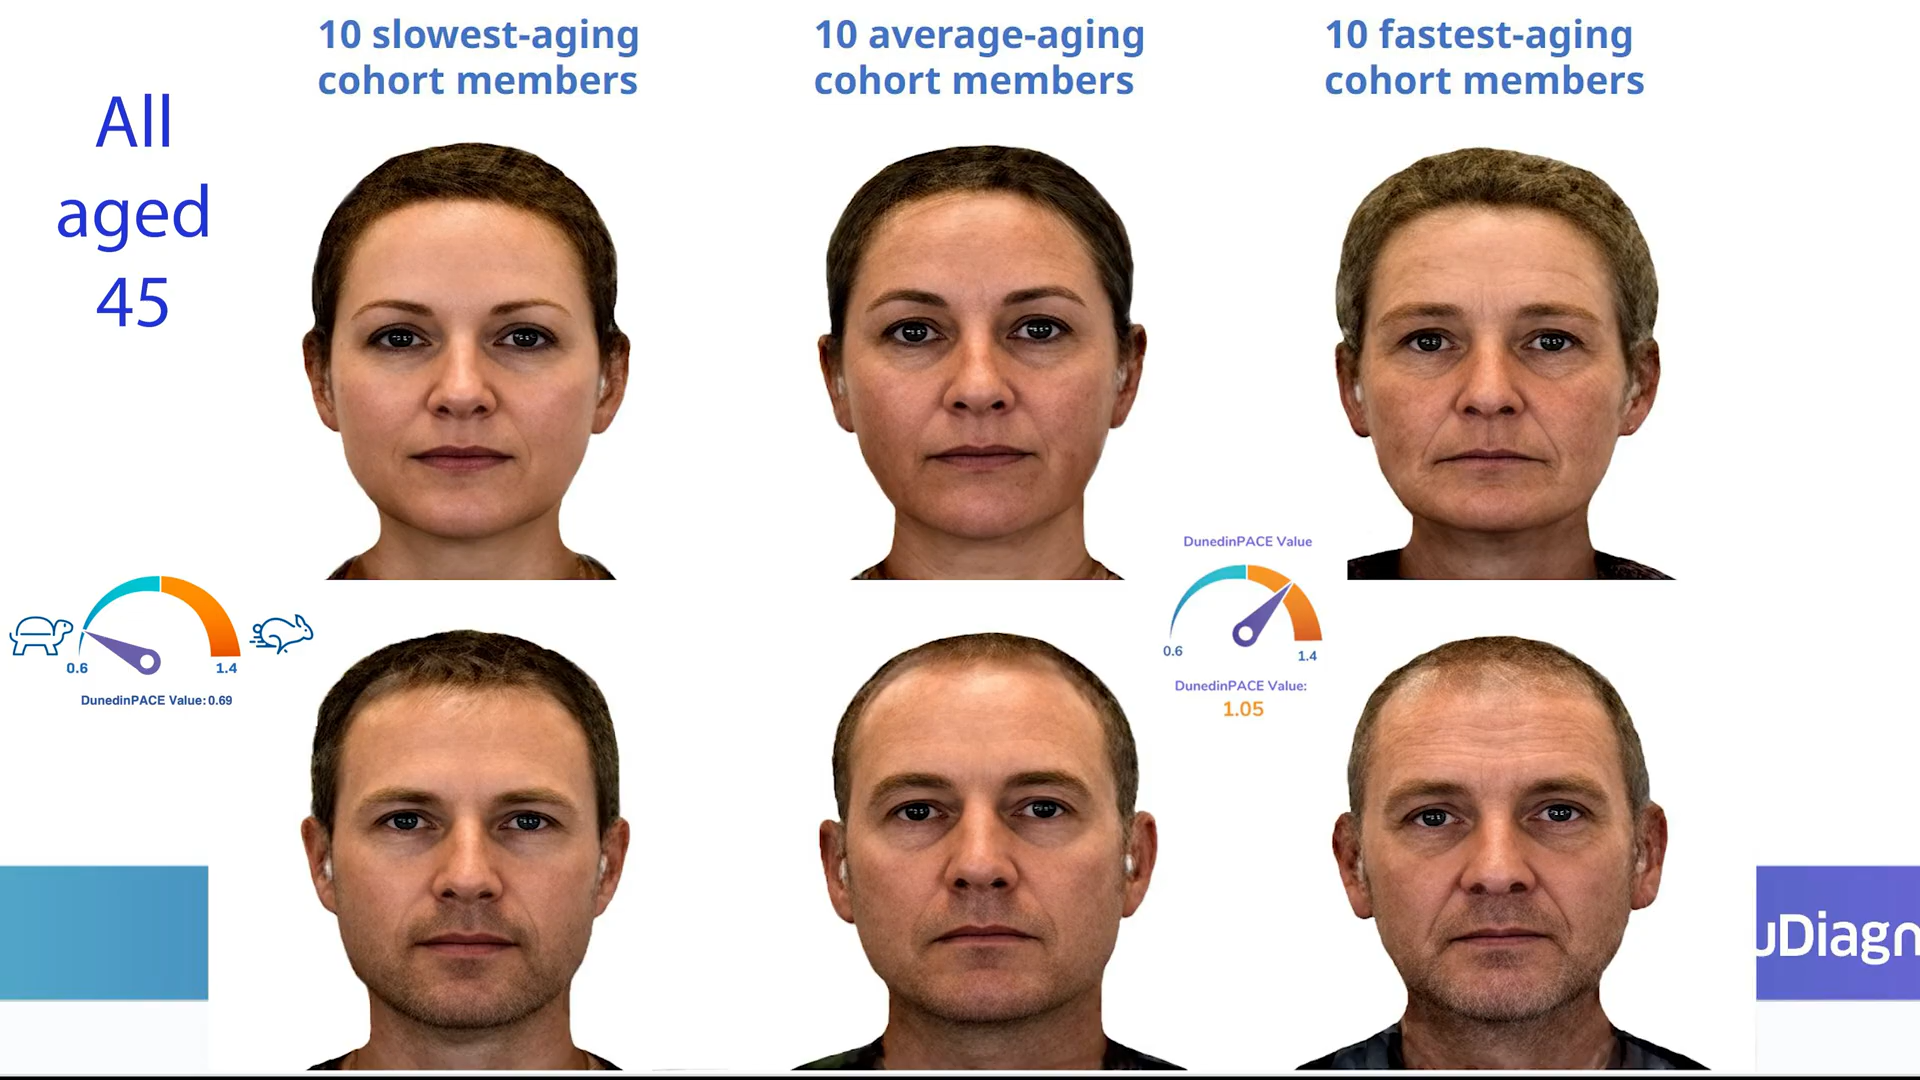 10 slowest-aging
cohort members
10 average-aging
cohort members
10 fastest-aging
cohort members
All
aged
45
DunedinPACE Value
0.6
1.4
DunedinPACE Value:
1.05
0.6
1.4
DunedinPACE Value: 0.69
uDiagn